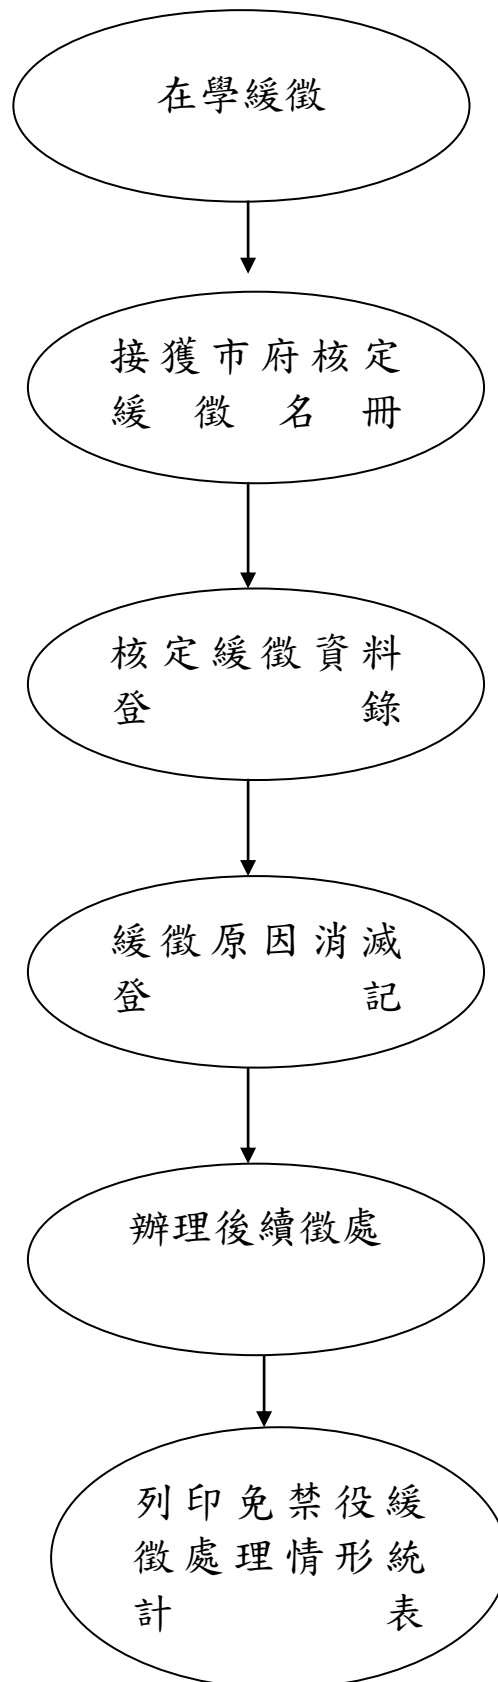 在學緩徵
接獲市府核定
緩徵名冊
核定緩徵資料
登錄
緩徵原因消滅
登記
辦理後續徵處
列印免禁役緩
徵處理情形統
計表